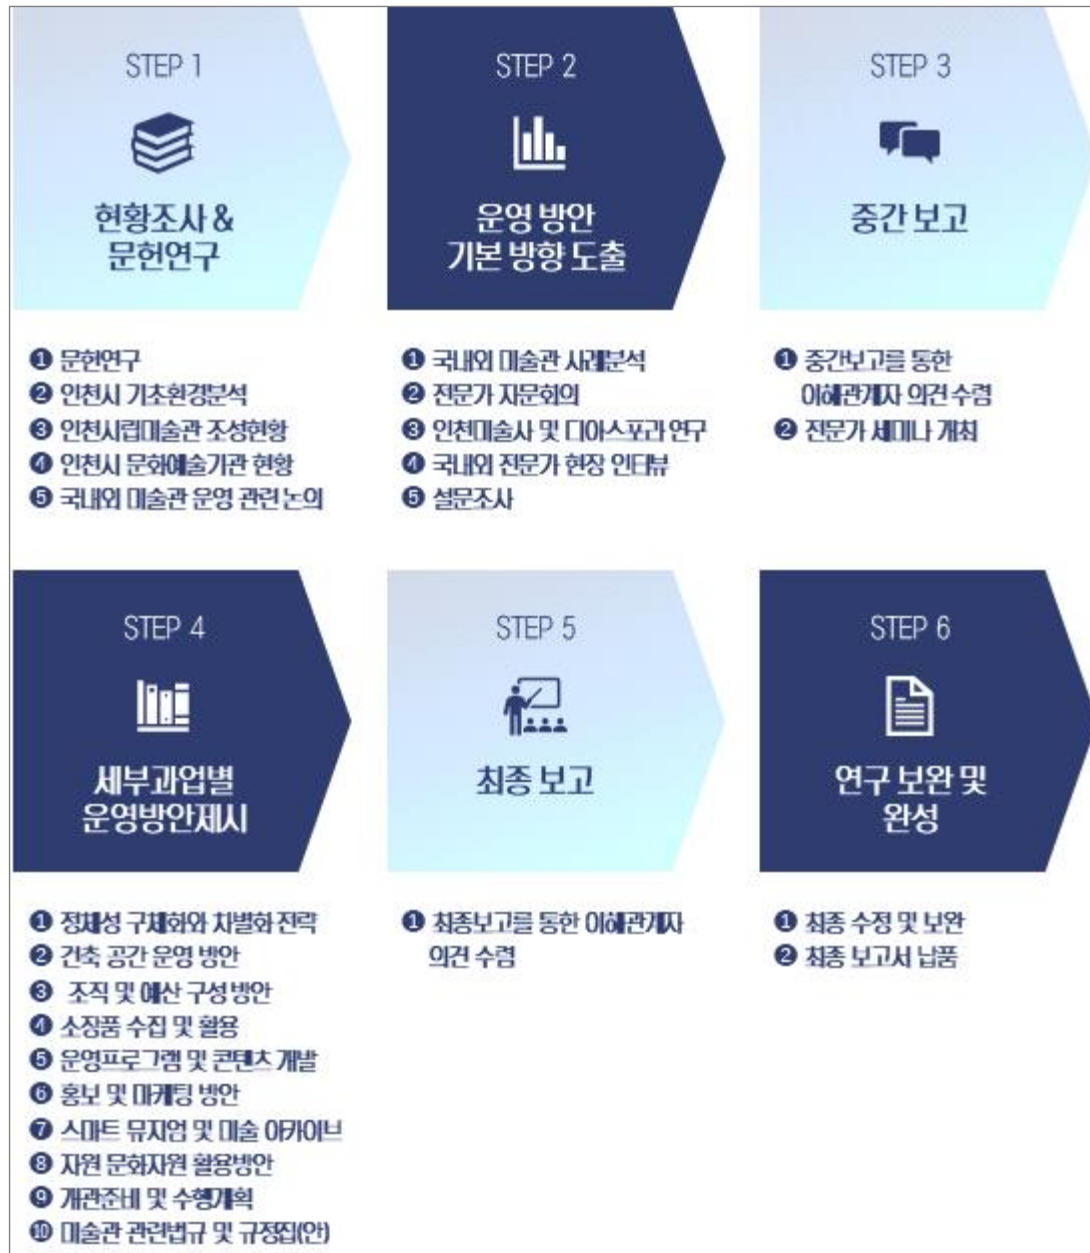 STEP 1
현황조사 &
문헌연구
❶ 문헌연구
❷ 인천시 기초환경분석
❸ 인천시립미술관 조성현황
❹ 인천시 문화예술기관 현황
❺ 국내외 미술관 운영 관련 논의
STEP 2
운영 방안
기본 방향 도출
❶ 국내외 미술관 사례분석
❷ 전문가 자문회의
❸ 인천미술사 및 디아스포라 연구
❹ 국내외 전문가 현장 인터뷰
❺ 설문조사
STEP 3
중간 보고
❶ 중간보고를 통한
이해관계자 의견 수렴
❷ 전문가 세미나 개최
STEP 4
세부과업별
운영방안제시
❶ 정체성 구체화와 차별화 전략
❷ 건축 공간 운영 방안
❸ 조직 및 예산 구성 방안
❹ 소장품 수집 및 활용
❺ 운영프로그램 및 콘텐츠 개발
❻ 홍보 및 마케팅 방안
❼ 스마트 뮤지엄 및 미술 아카이브
❽ 자원 문화자원 활용방안
❾ 개관준비 및 수행계획
❿ 미술관 관련법규 및 규정집(안)
STEP 5
최종 보고
❶ 최종보고를 통한 이해관계자
의견 수렴
STEP 6
연구 보완 및
완성
❶ 최종 수정 및 보완
❷ 최종 보고서 납품